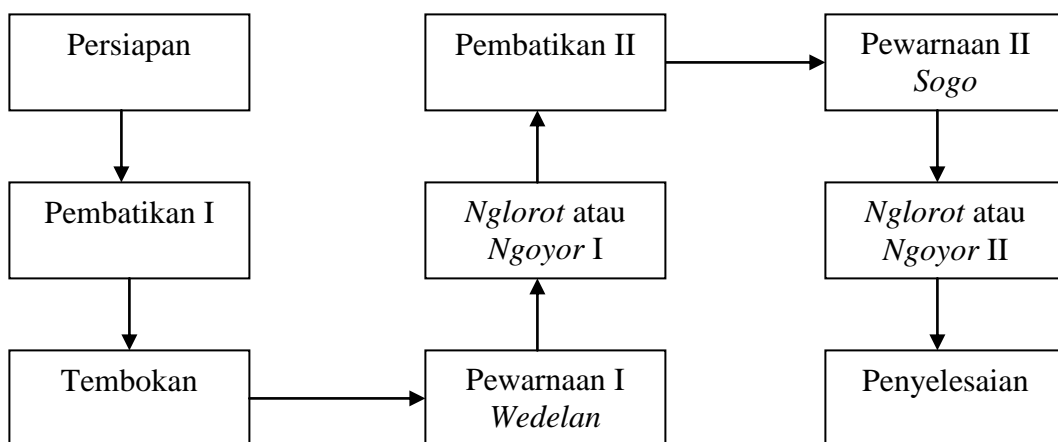 Persiapan
Pembatikan I
Tembokan
Pewarnaan I
Wedelan
Nglorot atau
Ngoyor I
Pembatikan II
Pewarnaan II
Sogo
Nglorot atau
Ngoyor II
Penyelesaian